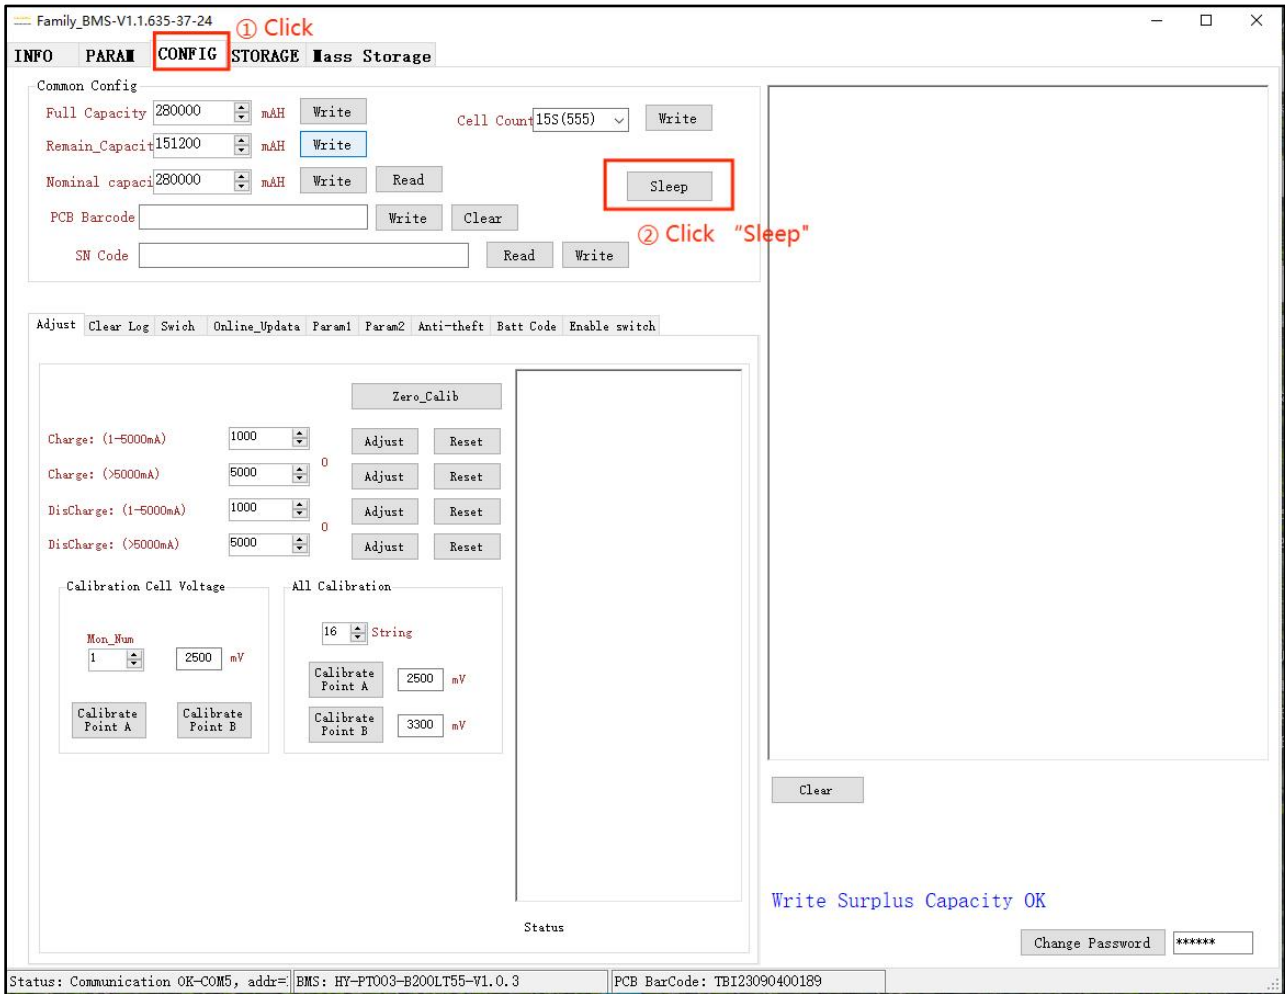 Family_BMS-V1.1.635-37-24
① Click
INFO PARAM CONFIG STORAGE Mass Storage
Common Config
Full Capacity 280000 mAH Write
Cell Count 15S(555) Write
Remain_Capacit 151200 mAH Write
Nominal capaci 280000 mAH Write Read
Sleep
PCB Barcode Write Clear
② Click “Sleep"
SN Code Read Write
Adjust Clear Log Swich Online_Updata Param1 Param2 Anti-theft Batt Code Enable switch
Zero_Calib
Charge: (1-5000mA) 1000 Adjust Reset
0
Charge: (>5000mA) 5000 Adjust Reset
DisCharge: (1-5000mA) 1000 Adjust Reset
0
DisCharge: (>5000mA) 5000 Adjust Reset
Calibration Cell Voltage
Mon_Num
1 2500 mV
Calibrate Point A
Calibrate Point B
All Calibration
16 String
Calibrate Point A 2500 mV
Calibrate Point B 3300 mV
Status
Clear
Write Surplus Capacity OK
Change Password ******
Status: Communication OK-COM5, addr= BMS: HY-PT003-B200LT55-V1.0.3 PCB BarCode: TBI23090400189